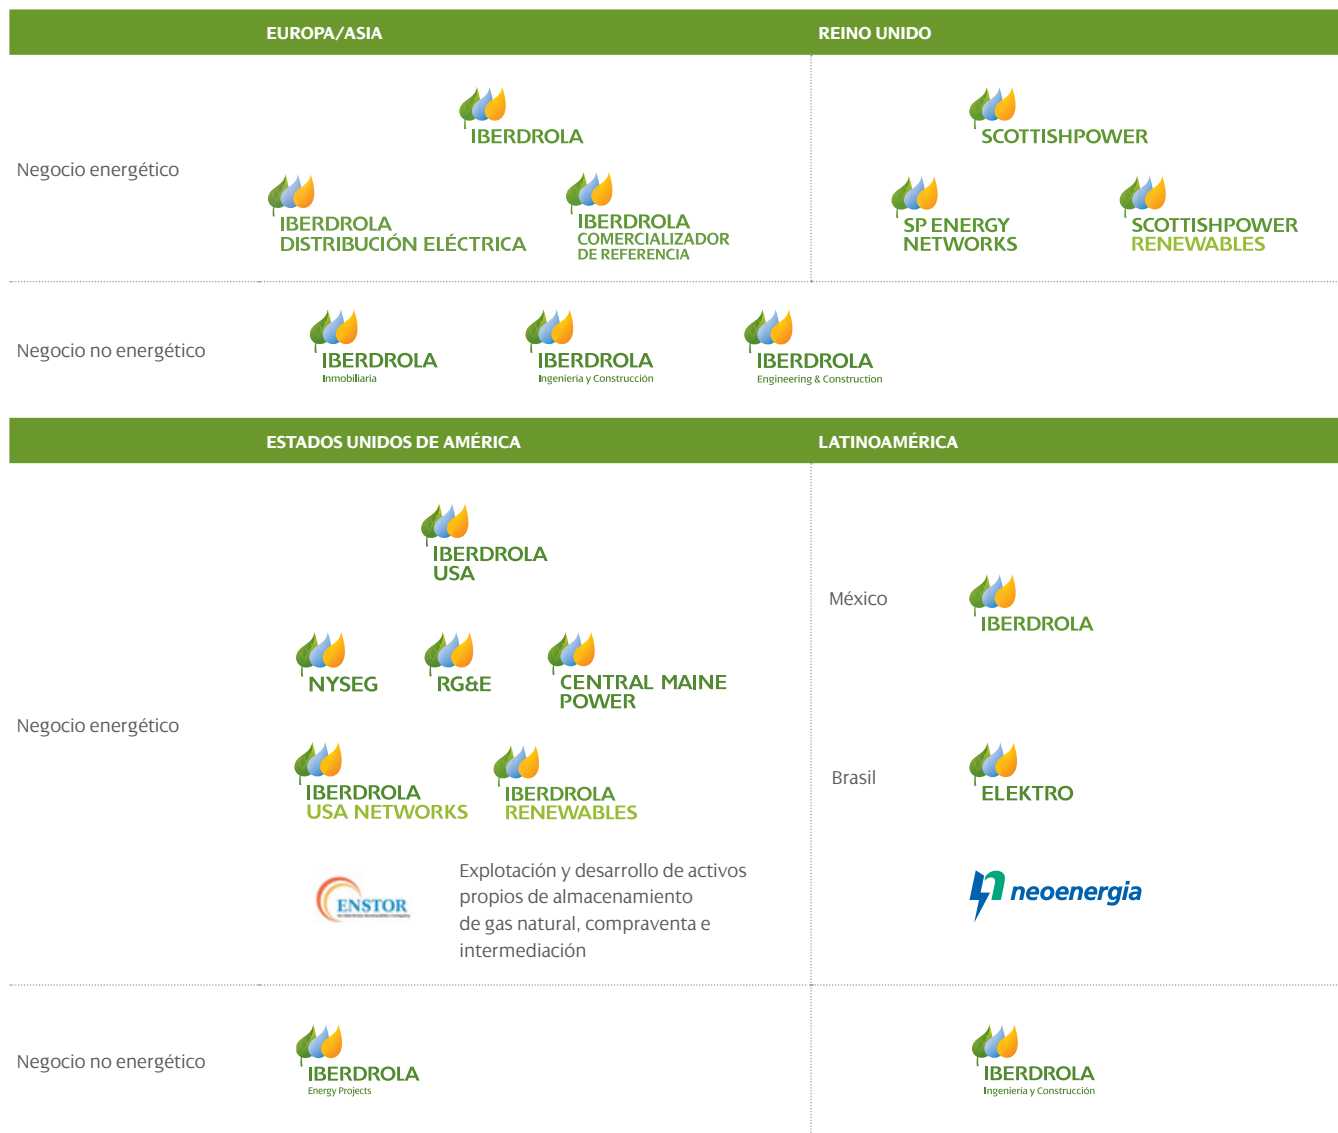 EUROPA/ASIA
REINO UNIDO
Negocio energético
IBERDROLA
IBERDROLA
DISTRIBUCIÓN ELÉCTRICA
IBERDROLA
COMERCIALIZADOR
DE REFERENCIA
SCOTTISHPOWER
SP ENERGY
NETWORKS
SCOTTISHPOWER
RENEWABLES
Negocio no energético
IBERDROLA
Inmobiliaria
IBERDROLA
Ingeniería y Construcción
IBERDROLA
Engineering & Construction
ESTADOS UNIDOS DE AMÉRICA
LATINOAMÉRICA
Negocio energético
IBERDROLA
USA
NYSEG
RG&E
CENTRAL MAINE
POWER
IBERDROLA
USA NETWORKS
IBERDROLA
RENEWABLES
ENSTOR
Explotación y desarrollo de activos
propios de almacenamiento
de gas natural, compraventa e
intermediación
México
IBERDROLA
Brasil
ELEKTRO
neoenergia
Negocio no energético
IBERDROLA
Energy Projects
IBERDROLA
Ingeniería y Construcción